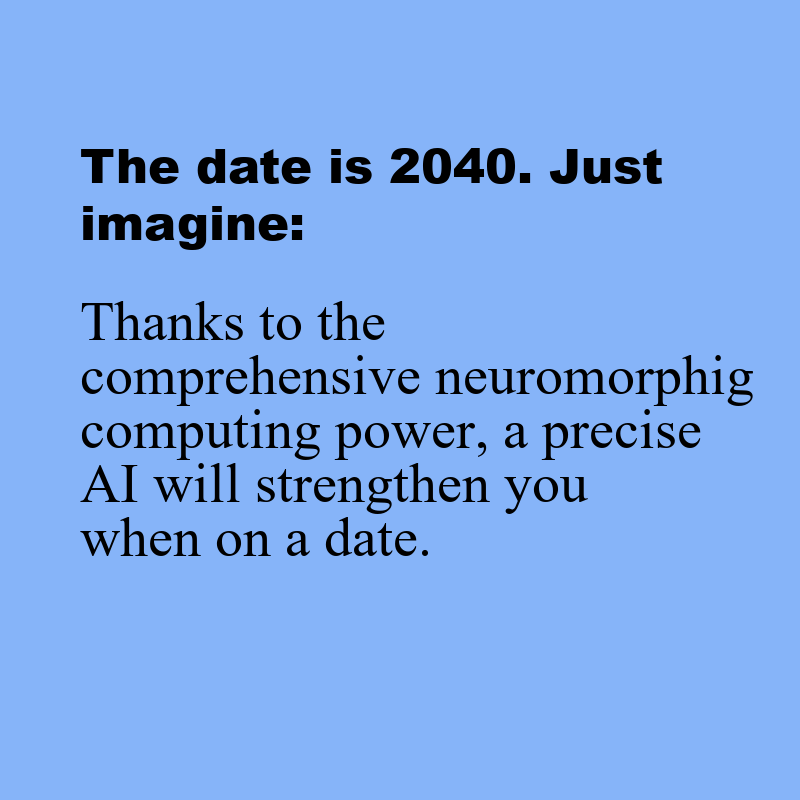 The date is 2040. Just
imagine:
Thanks to the
comprehensive neuromorphig
computing power, a precise
AI will strengthen you
when on a date.